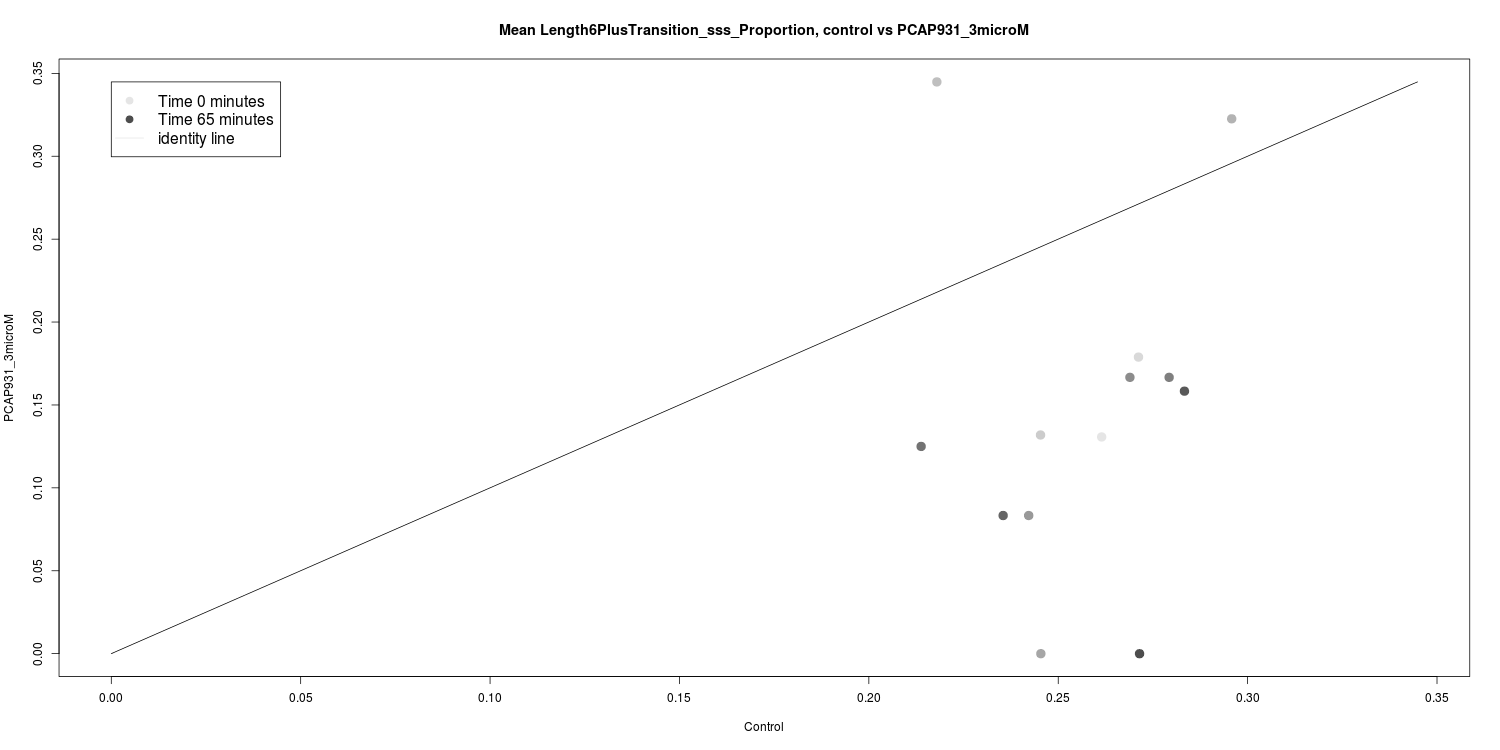 Mean Length6PlusTransition_sss_Proportion, control vs PCAP931_3microM
Time 0 minutes
Time 65 minutes
identity line
PCAP931_3microM
0.35
0.30
0.25
0.20
0.15
0.10
0.05
0.00
0.00 0.05 0.10 0.15 0.20 0.25 0.30 0.35
Control